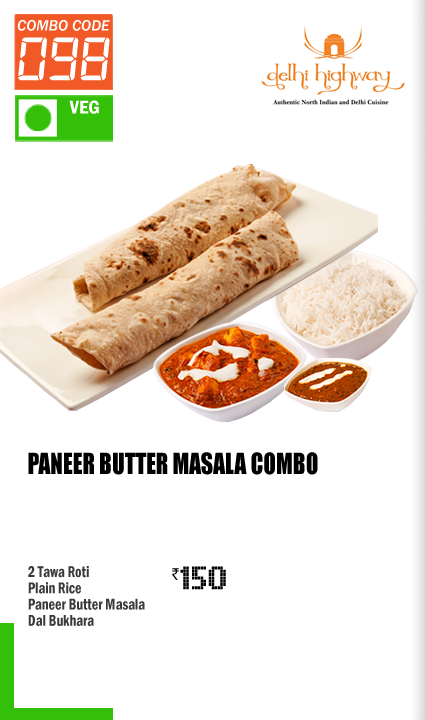 COMBO CODE
098
VEG
delhi highway
Authentic North Indian and Delhi Cuisine
PANEER BUTTER MASALA COMBO
2 Tawa Roti
Plain Rice
Paneer Butter Masala
Dal Bukhara
₹150